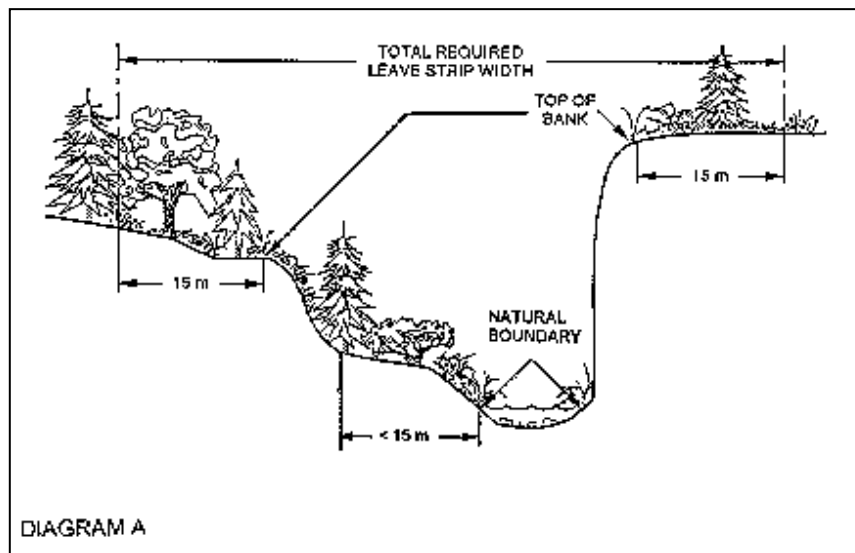 TOTAL REQUIRED
LEAVE STRIP WIDTH
TOP OF
BANK
15 m
15 m
NATURAL
BOUNDARY
< 15 m
DIAGRAM A